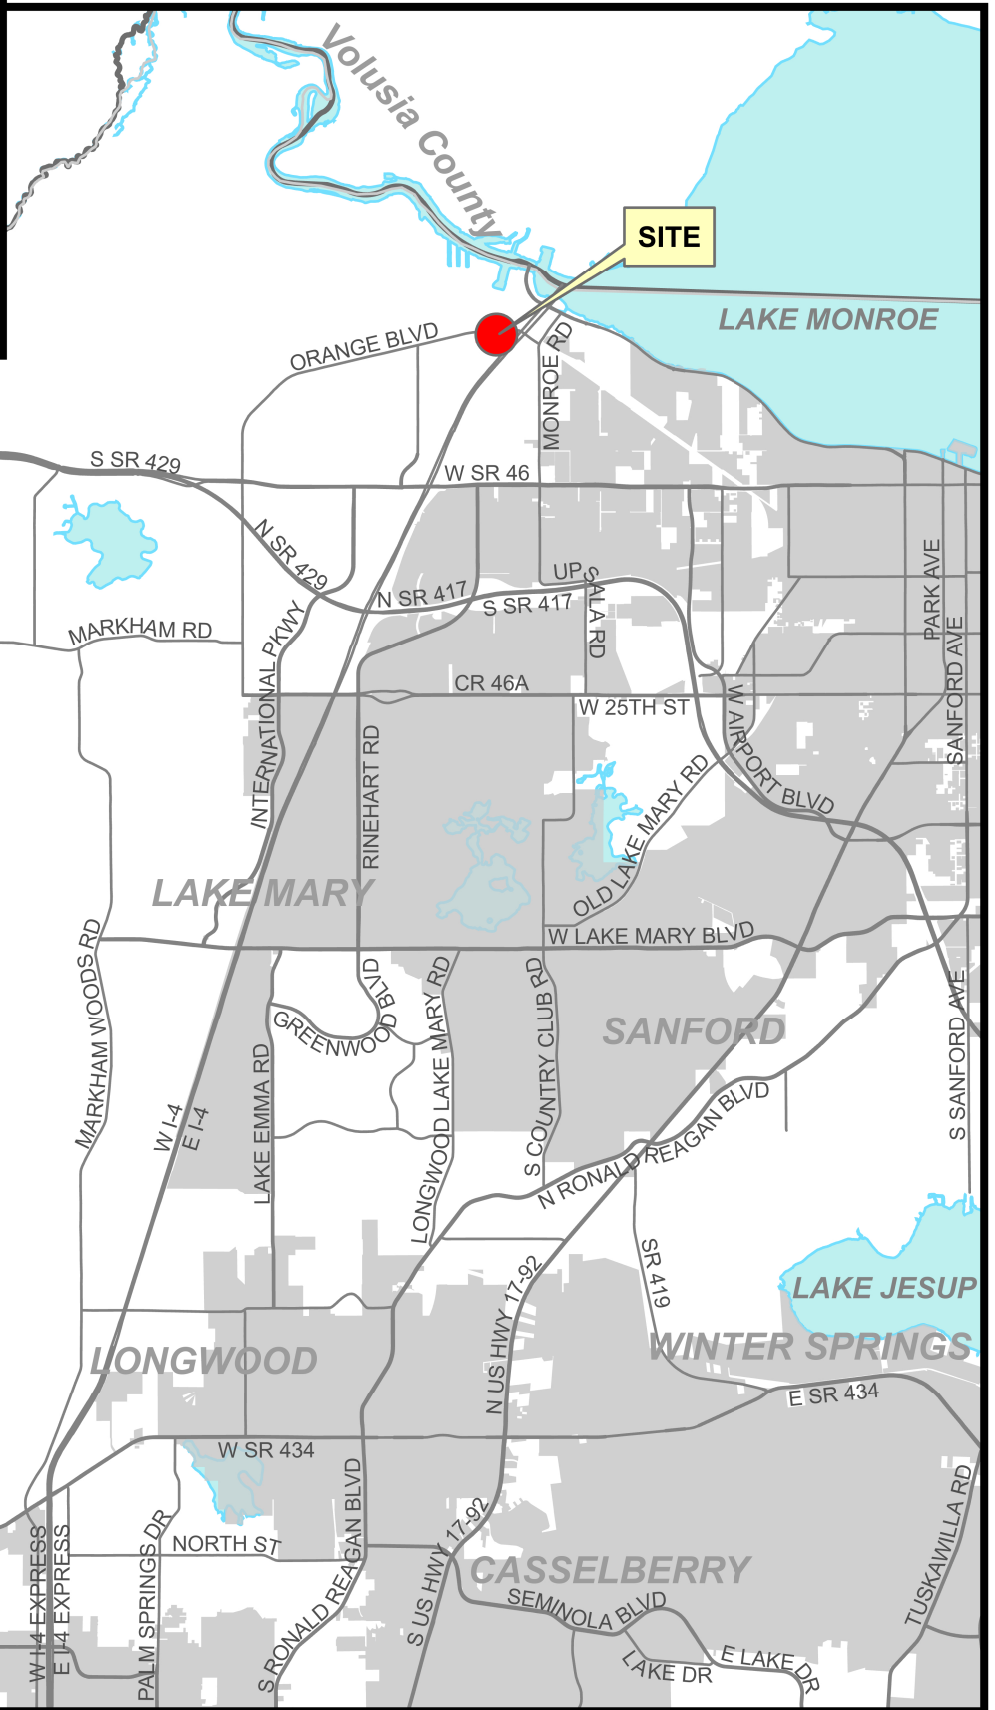 Volusia County
SITE
LAKE MONROE
ORANGE BLVD
MONROE RD
S SR 429
W SR 46
N SR 429
N SR 417
S SR 417
UPSALA RD
PARK AVE
MARKHAM RD
INTERNATIONAL PKWY
CR 46A
W 25TH ST
SANFORD AVE
W AIRPORT BLVD
RINEHART RD
OLD LAKE MARY RD
LAKE MARY
W LAKE MARY BLVD
MARKHAM WOODS RD
GREENWOOD BLVD
LONGWOOD LAKE MARY RD
S COUNTRY CLUB RD
SANFORD
S SANFORD AVE
LAKE EMMA RD
W I-4
E I-4
N RONALD REAGAN BLVD
SR 419
N US HWY 17-92
LAKE JESUP
WINTER SPRINGS
LONGWOOD
E SR 434
W SR 434
S RONALD REAGAN BLVD
S US HWY 17-92
TUSKAWILLA RD
NORTH ST
PALM SPRINGS DR
W I-4 EXPRESS
E I-4 EXPRESS
CASSELBERRY
SEMINOLA BLVD
LAKE DR
E LAKE DR